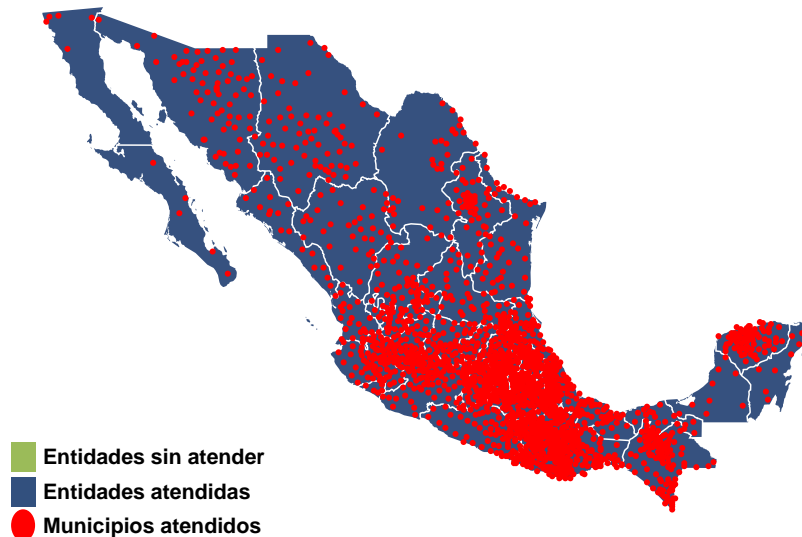 Entidades sin atender
Entidades atendidas
Municipios atendidos